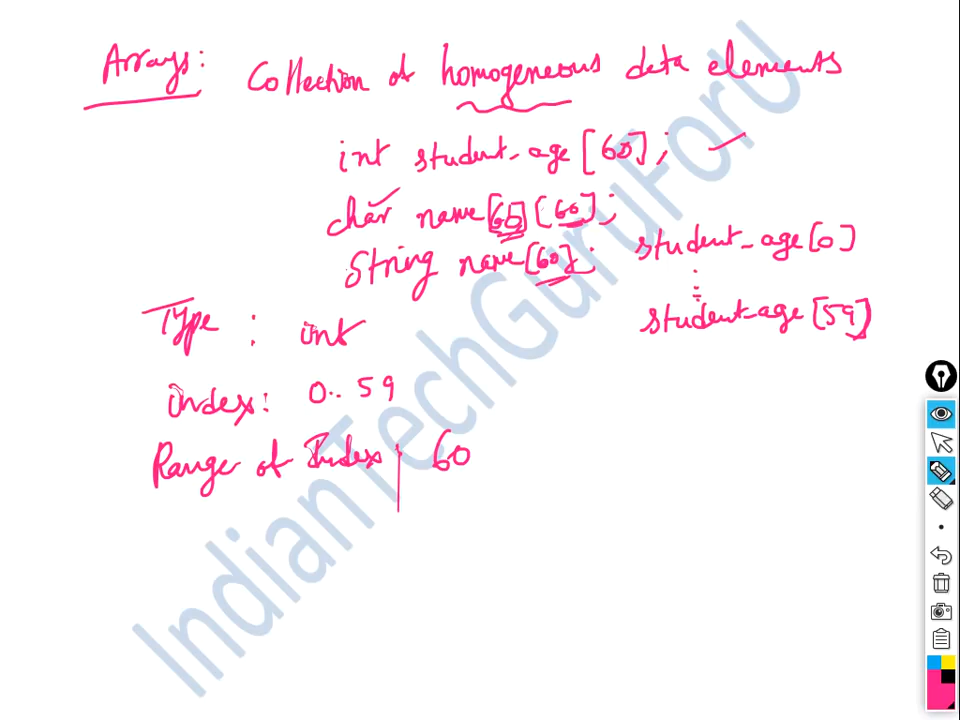 Arrays: Collection of homogeneous data elements
int student_age[60];
char name[60][60];
string name[60];
student_age[0]
student_age[59]
Type : int
index: 0..59
Range of Index : 60
IndianTechGuruForU